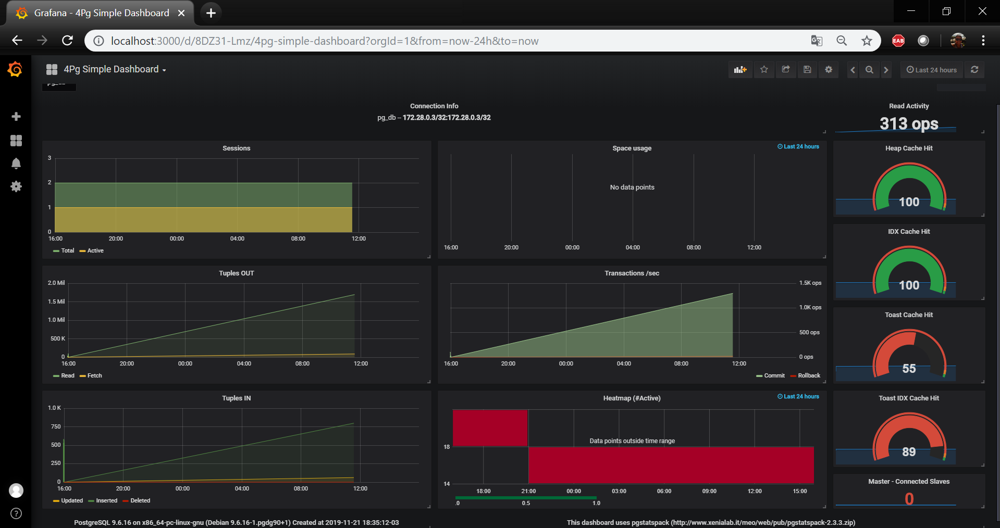 Grafana - 4Pg Simple Dashboard
localhost:3000/d/8DZ31-Lmz/4pg-simple-dashboard?orgId=1&from=now-24h&to=now
EAB
4Pg Simple Dashboard
Last 24 hours
pg_db
Connection Info
pg_db – 172.28.0.3/32:172.28.0.3/32
Read Activity
313 ops
Sessions
3
2
1
0
16:00 20:00 00:00 04:00 08:00 12:00
Total Active
Space usage
Last 24 hours
No data points
16:00 20:00 00:00 04:00 08:00 12:00
Heap Cache Hit
100
IDX Cache Hit
100
Tuples OUT
2.0 Mil
1.5 Mil
1.0 Mil
500 K
0
16:00 20:00 00:00 04:00 08:00 12:00
Read Fetch
Transactions /sec
1.5K ops
1.0K ops
500 ops
0 ops
16:00 20:00 00:00 04:00 08:00 12:00
Commit Rollback
Toast Cache Hit
55
Tuples IN
1.0 K
750
500
250
0
16:00 20:00 00:00 04:00 08:00 12:00
Updated Inserted Deleted
Heatmap (#Active)
Last 24 hours
Data points outside time range
18
14
18:00 21:00 00:00 03:00 06:00 09:00 12:00 15:00
.0 0.5 1.0
Toast IDX Cache Hit
89
Master - Connected Slaves
0
PostgreSQL 9.6.16 on x86_64-pc-linux-gnu (Debian 9.6.16-1.pgdg90+1) Created at 2019-11-21 18:35:12-03
This dashboard uses pgstatspack (http://www.xenialab.it/meo/web/pub/pgstatspack-2.3.3.zip)